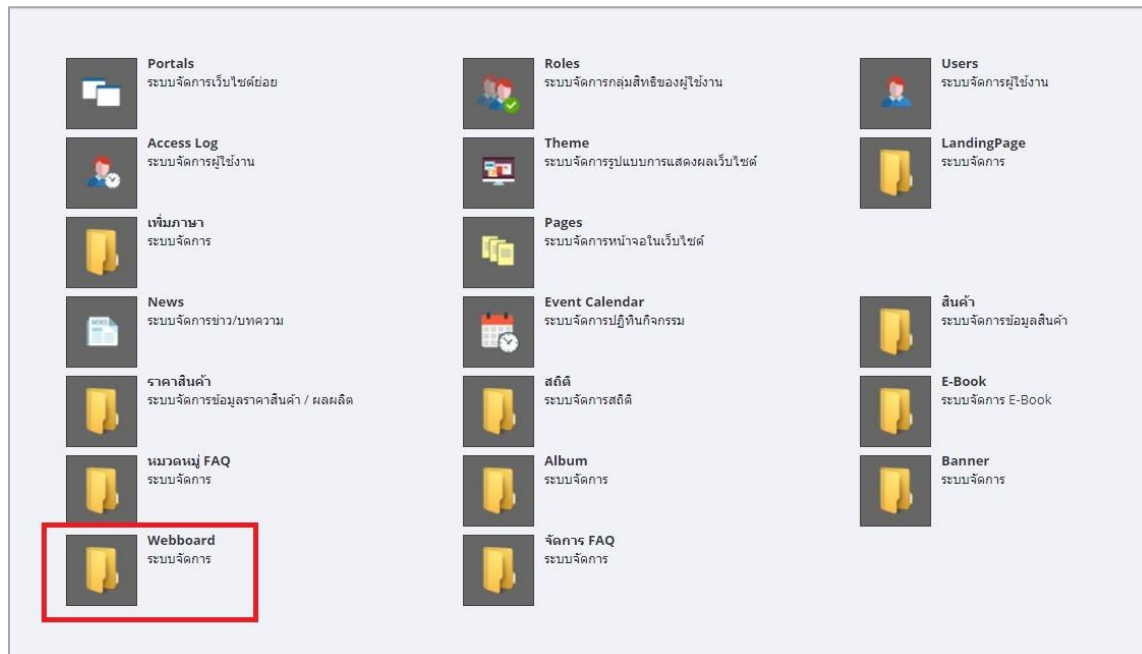 Portals
ระบบจัดการเว็บไซต์ย่อย
Roles
ระบบจัดการกลุ่มสิทธิของผู้ใช้งาน
Users
ระบบจัดการผู้ใช้งาน
Access Log
ระบบจัดการผู้ใช้งาน
Theme
ระบบจัดการรูปแบบการแสดงผลเว็บไซต์
LandingPage
ระบบจัดการ
เพิ่มภาษา
ระบบจัดการ
Pages
ระบบจัดการหน้าจอในเว็บไซต์
NEWS
News
ระบบจัดการข่าว/บทความ
Event Calendar
ระบบจัดการปฏิทินกิจกรรม
สินค้า
ระบบจัดการข้อมูลสินค้า
ราคาสินค้า
ระบบจัดการข้อมูลราคาสินค้า / ผลผลิต
สถิติ
ระบบจัดการสถิติ
E-Book
ระบบจัดการ E-Book
หมวดหมู่ FAQ
ระบบจัดการ
Album
ระบบจัดการ
Banner
ระบบจัดการ
Webboard
ระบบจัดการ
จัดการ FAQ
ระบบจัดการ